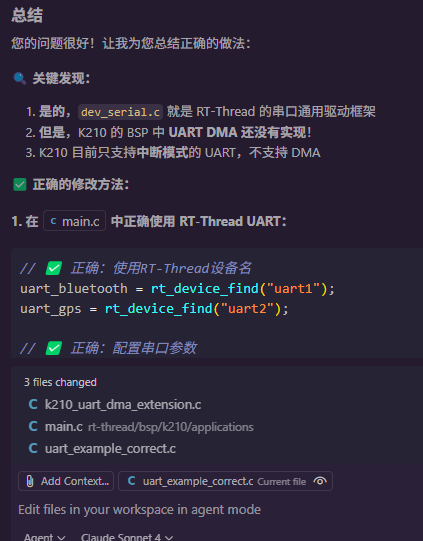 总结
您的问题很好！让我为您总结正确的做法：
🔍 关键发现：
1. 是的，dev_serial.c 就是 RT-Thread 的串口通用驱动框架
2. 但是，K210 的 BSP 中 UART DMA 还没有实现！
3. K210 目前只支持中断模式的 UART，不支持 DMA
✅ 正确的修改方法：
1. 在 C main.c 中正确使用 RT-Thread UART：
// ✅ 正确：使用RT-Thread设备名
uart_bluetooth = rt_device_find("uart1");
uart_gps = rt_device_find("uart2");
// ✅ 正确：配置串口参数
3 files changed
C k210_uart_dma_extension.c
C main.c rt-thread/bsp/k210/applications
C uart_example_correct.c
Add Context... C uart_example_correct.c Current file
Edit files in your workspace in agent mode
Agent Claude Sonnet 4